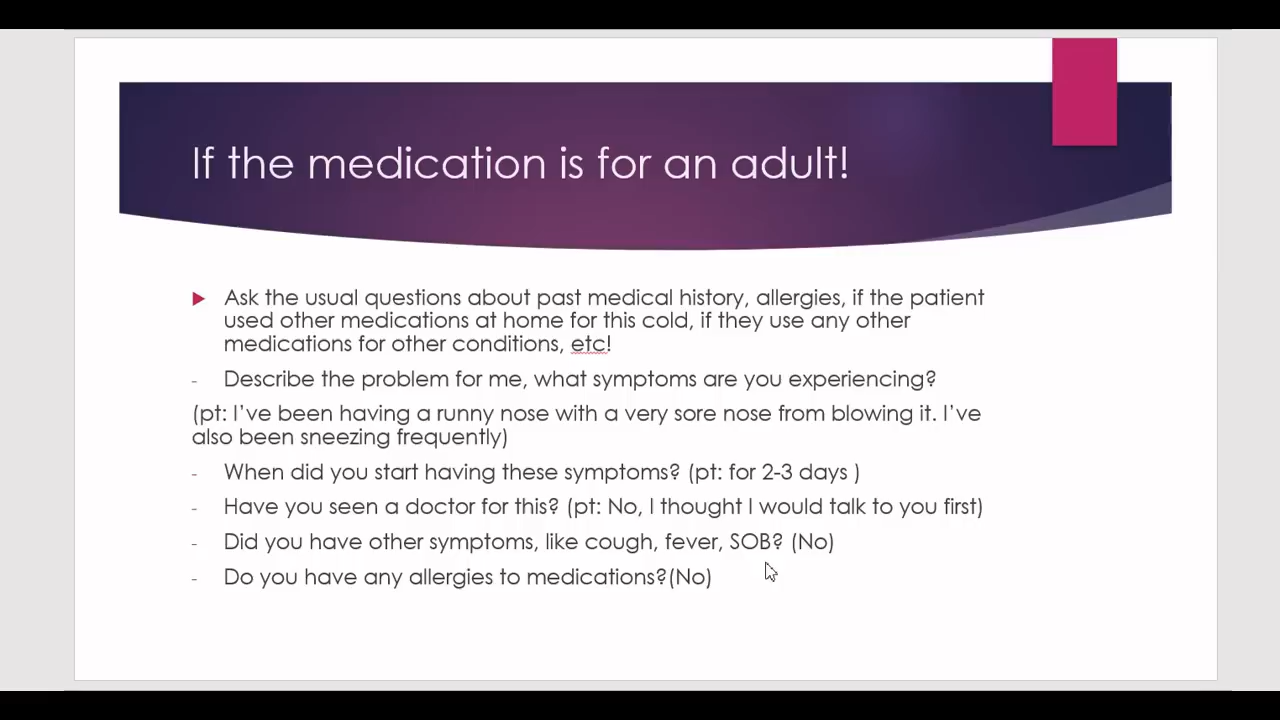 If the medication is for an adult!
Ask the usual questions about past medical history, allergies, if the patient
used other medications at home for this cold, if they use any other
medications for other conditions, etc!
- Describe the problem for me, what symptoms are you experiencing?
(pt: I’ve been having a runny nose with a very sore nose from blowing it. I’ve
also been sneezing frequently)
- When did you start having these symptoms? (pt: for 2-3 days )
- Have you seen a doctor for this? (pt: No, I thought I would talk to you first)
- Did you have other symptoms, like cough, fever, SOB? (No)
- Do you have any allergies to medications?(No)